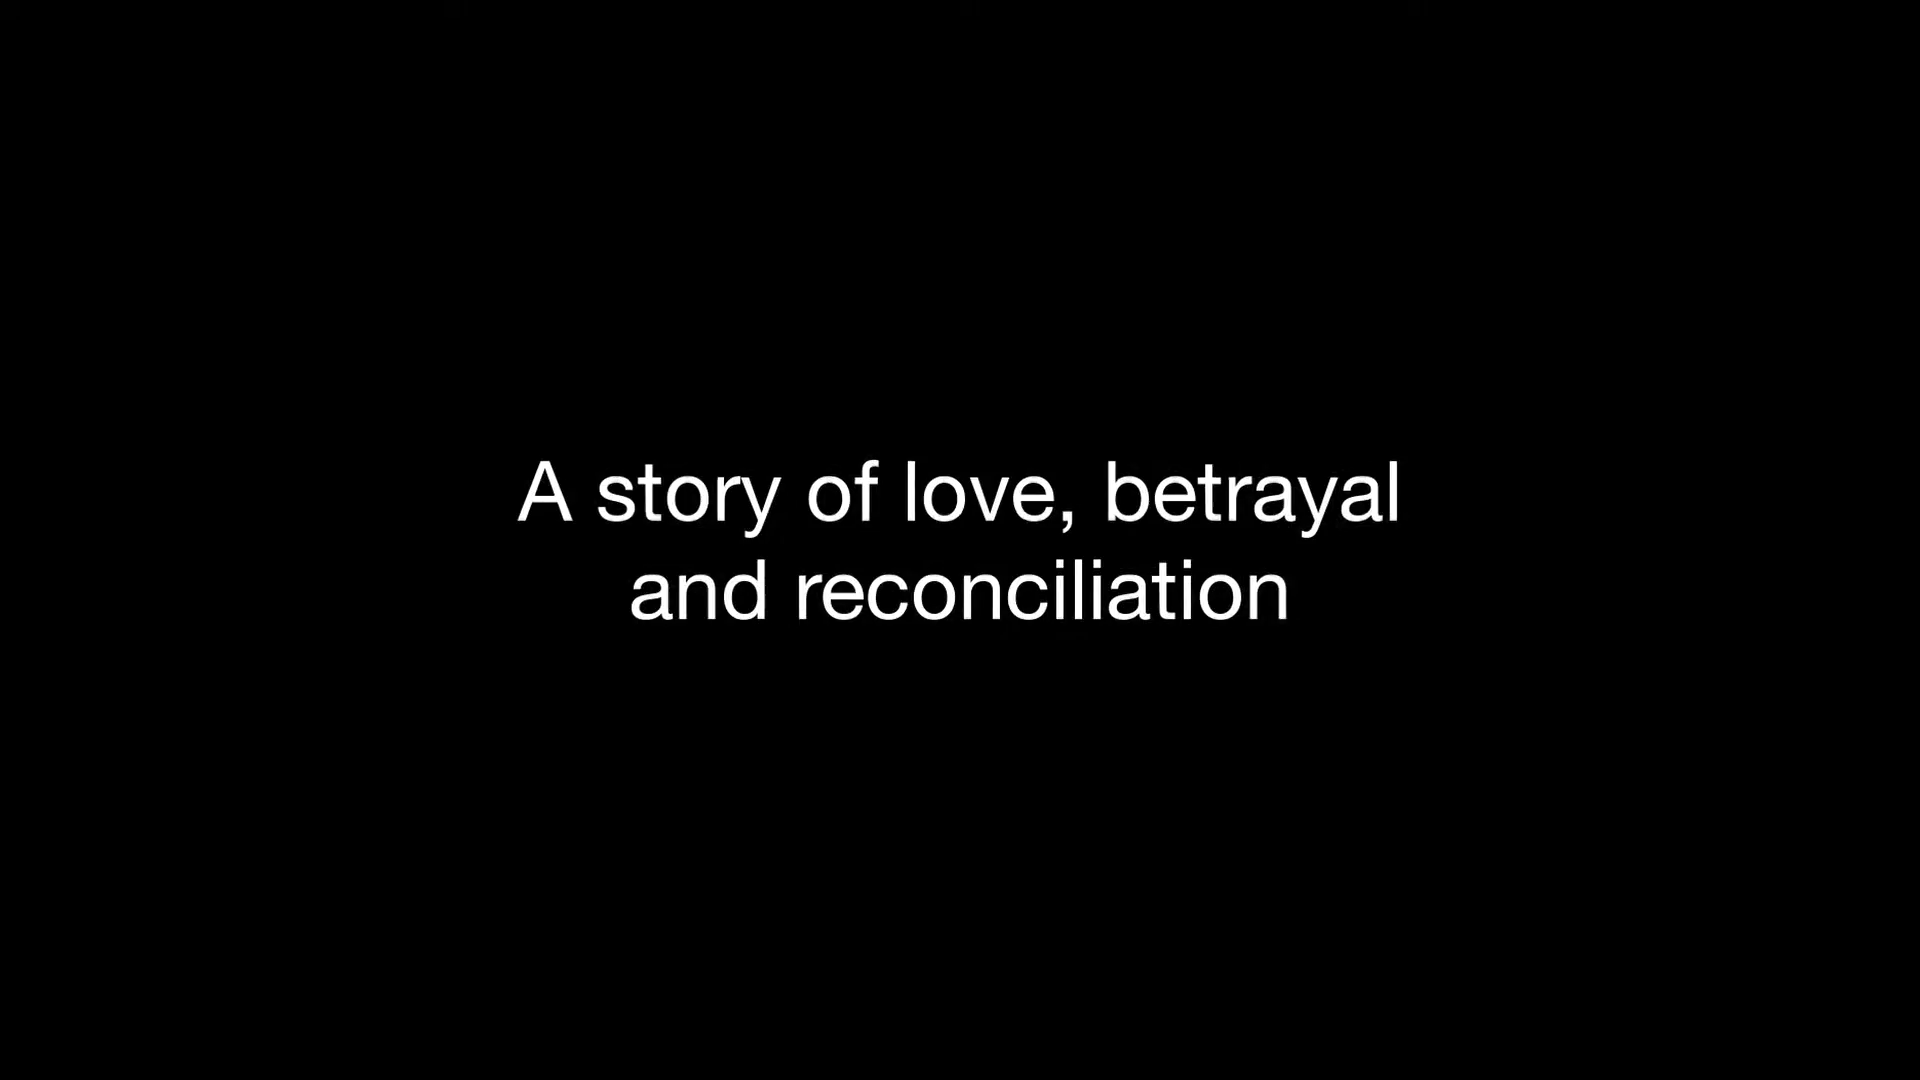 A story of love, betrayal
and reconciliation